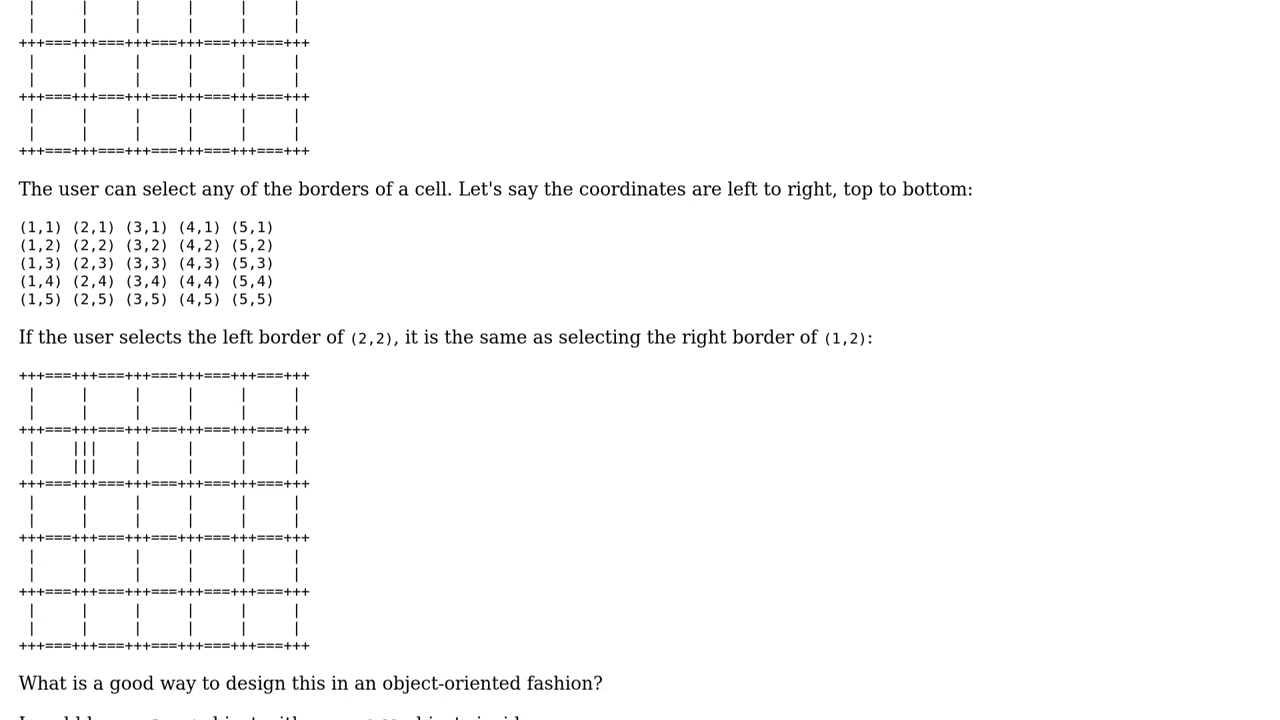 |     |     |     |     |     |
 |     |     |     |     |     |
+++===+++===+++===+++===+++===+++
 |     |     |     |     |     |
 |     |     |     |     |     |
+++===+++===+++===+++===+++===+++
 |     |     |     |     |     |
 |     |     |     |     |     |
+++===+++===+++===+++===+++===+++
The user can select any of the borders of a cell. Let's say the coordinates are left to right, top to bottom:
(1,1) (2,1) (3,1) (4,1) (5,1)
(1,2) (2,2) (3,2) (4,2) (5,2)
(1,3) (2,3) (3,3) (4,3) (5,3)
(1,4) (2,4) (3,4) (4,4) (5,4)
(1,5) (2,5) (3,5) (4,5) (5,5)
If the user selects the left border of (2,2), it is the same as selecting the right border of (1,2):
+++===+++===+++===+++===+++===+++
 |     |     |     |     |     |
 |     |     |     |     |     |
+++===+++===+++===+++===+++===+++
 |    |||    |     |     |     |
 |    |||    |     |     |     |
+++===+++===+++===+++===+++===+++
 |     |     |     |     |     |
 |     |     |     |     |     |
+++===+++===+++===+++===+++===+++
 |     |     |     |     |     |
 |     |     |     |     |     |
+++===+++===+++===+++===+++===+++
 |     |     |     |     |     |
 |     |     |     |     |     |
+++===+++===+++===+++===+++===+++
What is a good way to design this in an object-oriented fashion?